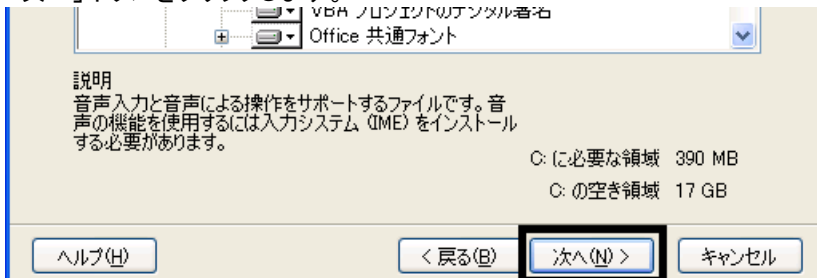 VBA プロジェクトのデジタル署名
Office 共通フォント
説明
音声入力と音声による操作をサポートするファイルです。音
声の機能を使用するには入力システム (IME) をインストール
する必要があります。
C: に必要な領域 390 MB
C: の空き領域 17 GB
ヘルプ(H) < 戻る(B) 次へ(N) > キャンセル